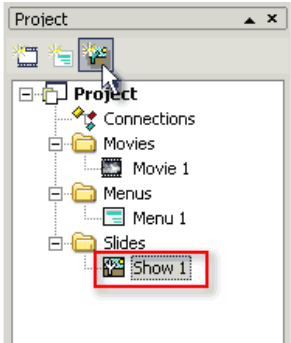 Project
Project
Connections
Movies
Movie 1
Menus
Menu 1
Slides
Show 1